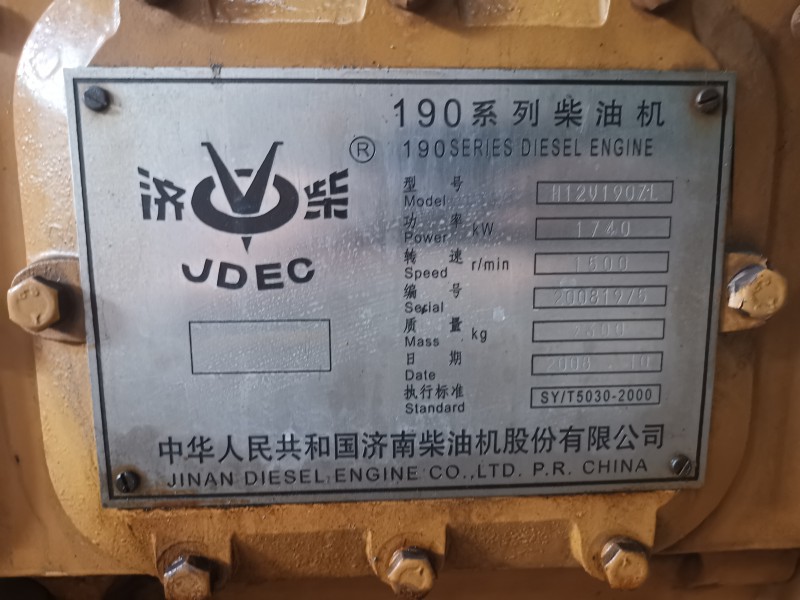 190系列柴油机
190SERIES DIESEL ENGINE
济柴
®
JDEC
型号
Model H12V190ZL
功率
Power kW 1740
转速
Speed r/min 1500
编号
Serial
质量
Mass kg
日期
Date 2008 10
执行标准
Standard SY/T5030-2000
中华人民共和国济南柴油机股份有限公司
JINAN DIESEL ENGINE CO.,LTD. P.R. CHINA